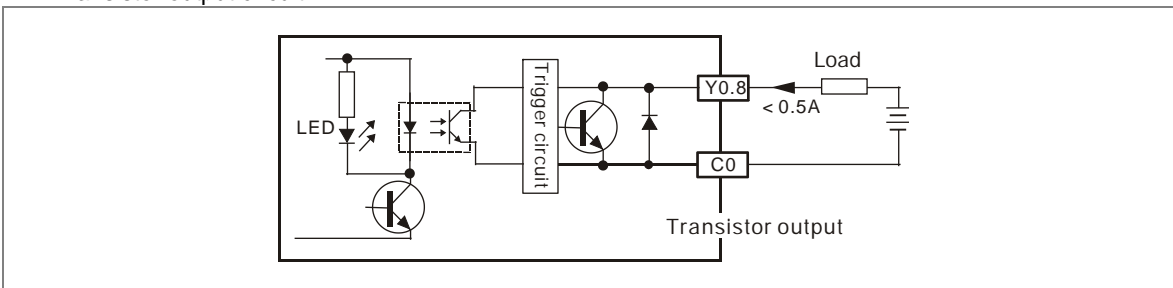 Load
Y0.8
< 0.5A
LED
Trigger circuit
C0
Transistor output